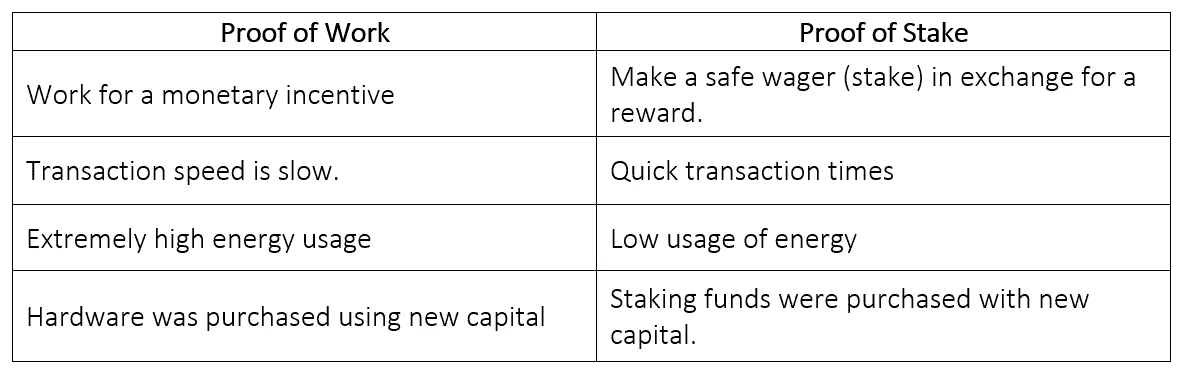 Proof of Work
Proof of Stake
Work for a monetary incentive
Make a safe wager (stake) in exchange for a
reward.
Transaction speed is slow.
Quick transaction times
Extremely high energy usage
Low usage of energy
Hardware was purchased using new capital
Staking funds were purchased with new
capital.